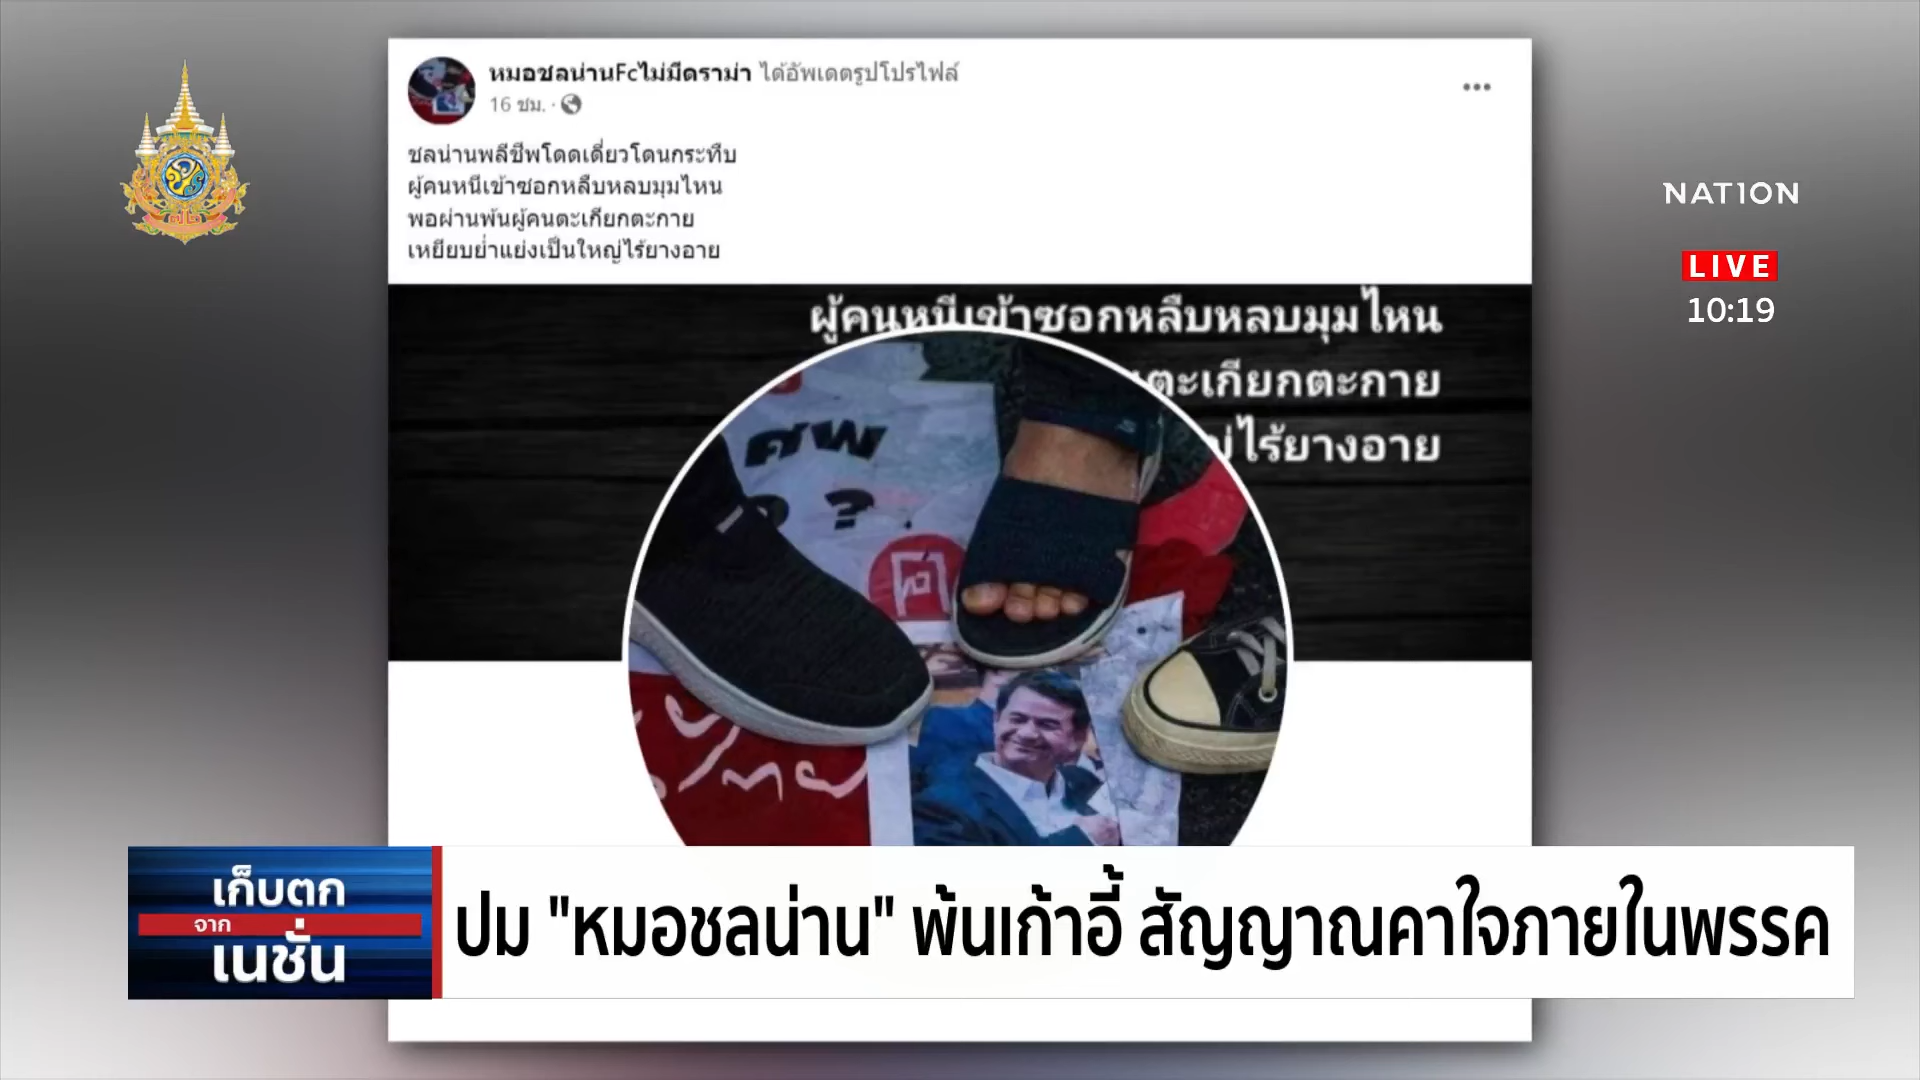 หมอชลน่านFcไม่มีดราม่า ได้อัพเดตรูปโปรไฟล์
16 ชม. ·
ชลน่านพลีชีพโดดเดี่ยวโดนกระทืบ
ผู้คนหนีเข้าซอกหลืบหลบมุมไหน
พอผ่านพ้นผู้คนตะเกียกตะกาย
เหยียบย่ำแย่งเป็นใหญ่ไร้ยางอาย
NATION
LIVE
10:19
ผู้คนหนีเข้าซอกหลืบหลบมุมไหน
ตะเกียกตะกาย
ไร้ยางอาย
ศพ
?
เก็บตก
จาก
เนชั่น
ปม "หมอชลน่าน" พ้นเก้าอี้ สัญญาณคาใจภายในพรรค